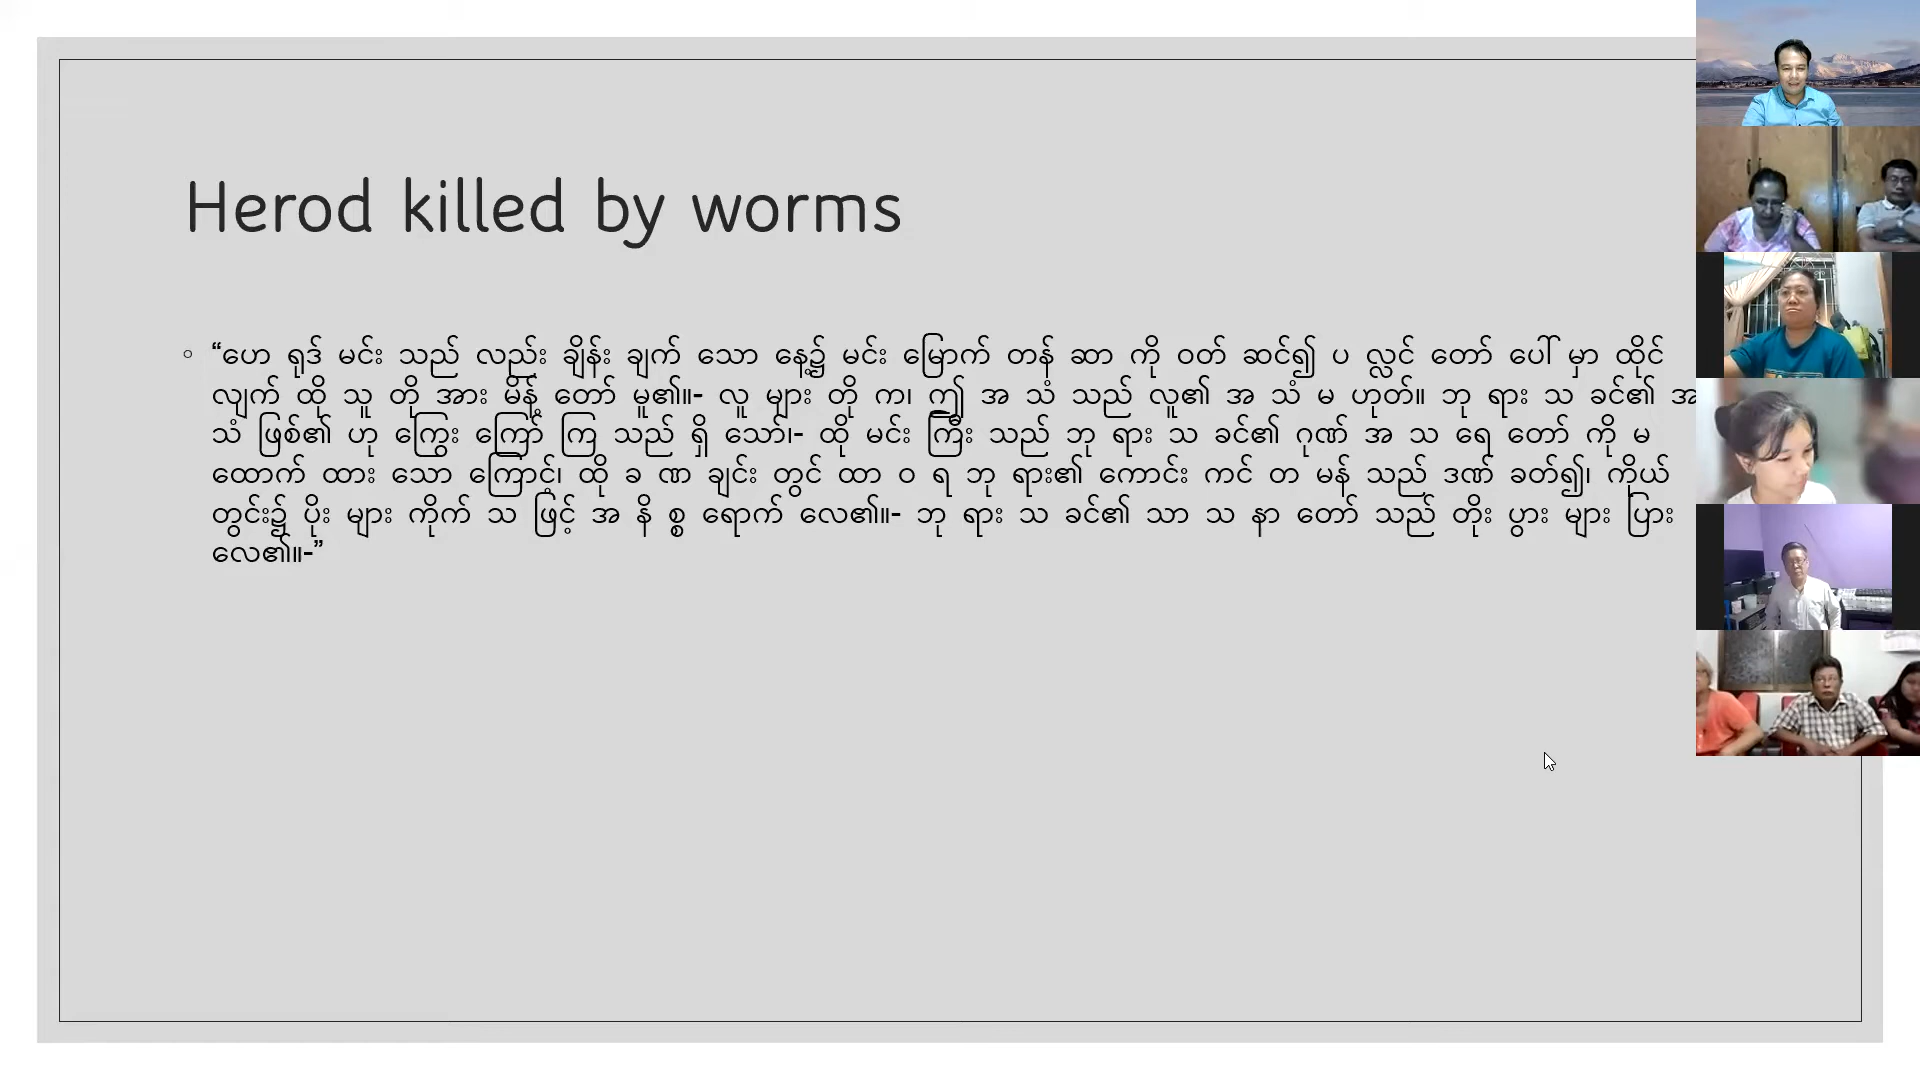 Herod killed by worms
“ဟေ ရုဒ် မင်း သည် လည်း ချိန်း ချက် သော နေ့၌ မင်း မြောက် တန် ဆာ ကို ဝတ် ဆင်၍ ပ လ္လင် တော် ပေါ် မှာ ထိုင်
လျက် ထို သူ တို အား မိန့် တော် မူ၏။- လူ များ တို က၊ ဤ အ သံ သည် လူ၏ အ သံ မ ဟုတ်။ ဘု ရား သ ခင်၏ အ
သံ ဖြစ်၏ ဟု ကြွေး ကြော် ကြ သည် ရှိ သော်၊- ထို မင်း ကြီး သည် ဘု ရား သ ခင်၏ ဂုဏ် အ သ ရေ တော် ကို မ
ထောက် ထား သော ကြောင့်၊ ထို ခ ဏ ချင်း တွင် ထာ ဝ ရ ဘု ရား၏ ကောင်း ကင် တ မန် သည် ဒဏ် ခတ်၍၊ ကိုယ်
တွင်း၌ ပိုး များ ကိုက် သ ဖြင့် အ နိ စ္စ ရောက် လေ၏။- ဘု ရား သ ခင်၏ သာ သ နာ တော် သည် တိုး ပွား များ ပြား
လေ၏။-”